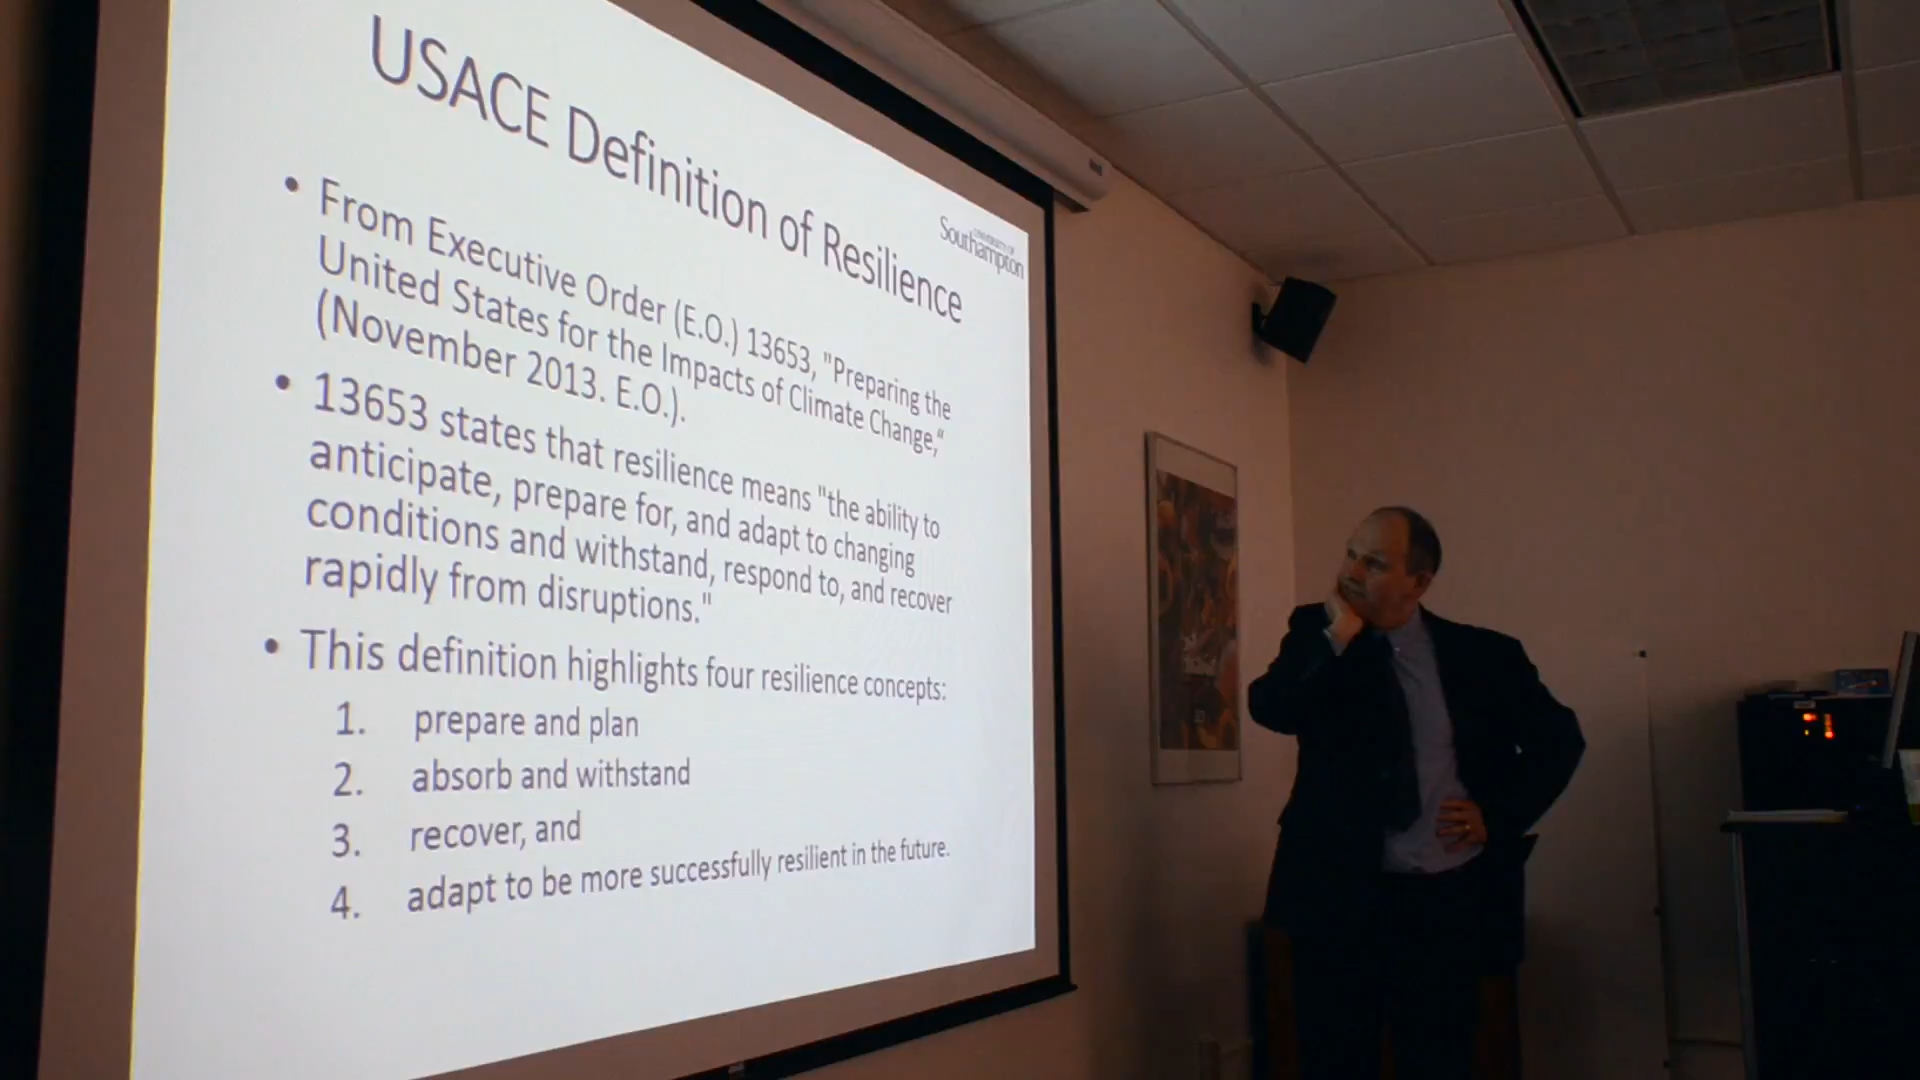 USACE Definition of Resilience
UNIVERSITY OF
Southampton
• From Executive Order (E.O.) 13653, "Preparing the
United States for the Impacts of Climate Change,“
(November 2013. E.O.).
• 13653 states that resilience means "the ability to
anticipate, prepare for, and adapt to changing
conditions and withstand, respond to, and recover
rapidly from disruptions."
• This definition highlights four resilience concepts:
1. prepare and plan
2. absorb and withstand
3. recover, and
4. adapt to be more successfully resilient in the future.